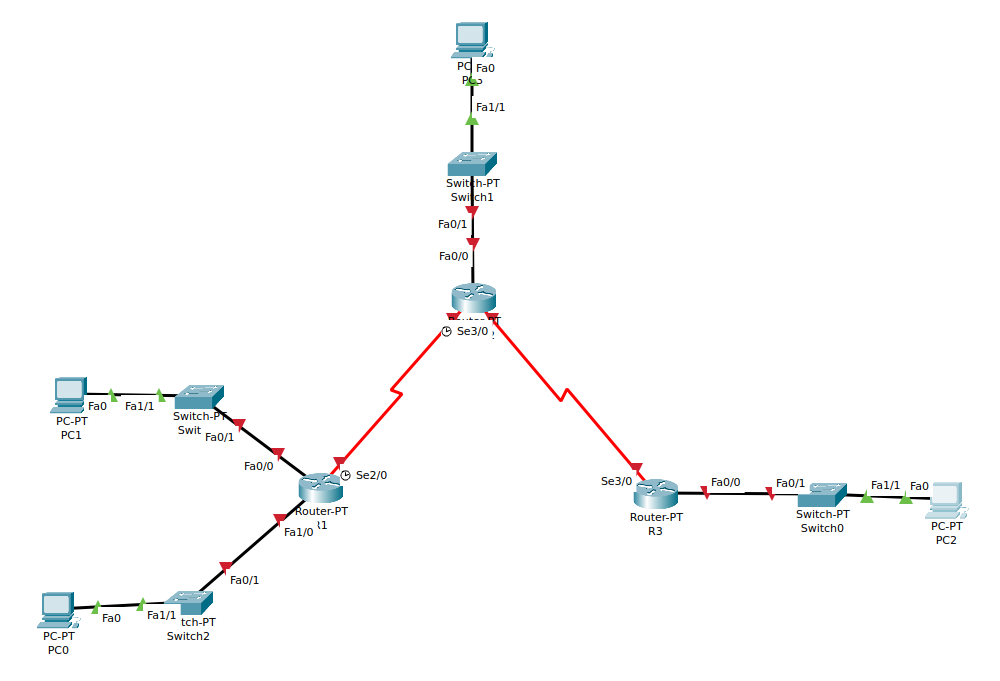 Fa0
PC
Fa1/1
Switch-PT
Switch1
Fa0/1
Fa0/0
Se3/0
Fa0
Fa1/1
PC-PT
PC1
Switch-PT
Swit
Fa0/1
Fa0/0
Se2/0
Router-PT
R1
Fa1/0
Fa0/1
Fa0
Fa1/1
tch-PT
Switch2
PC-PT
PC0
Se3/0
Router-PT
R3
Fa0/0
Fa0/1
Switch-PT
Switch0
Fa1/1
Fa0
PC-PT
PC2